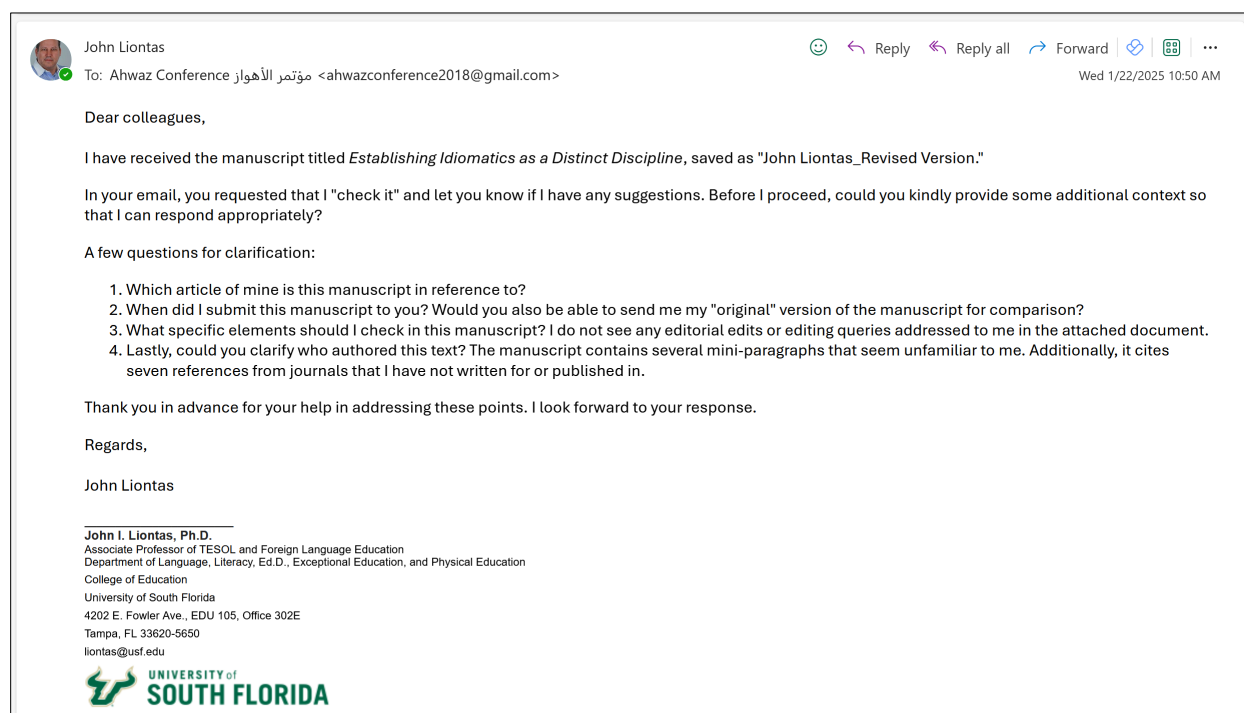 John Liontas
Reply Reply all Forward
To: Ahwaz Conference مؤتمر الأهواز <ahwazconference2018@gmail.com>
Wed 1/22/2025 10:50 AM
Dear colleagues,
I have received the manuscript titled Establishing Idiomatics as a Distinct Discipline, saved as "John Liontas_Revised Version."
In your email, you requested that I "check it" and let you know if I have any suggestions. Before I proceed, could you kindly provide some additional context so
that I can respond appropriately?
A few questions for clarification:
1. Which article of mine is this manuscript in reference to?
2. When did I submit this manuscript to you? Would you also be able to send me my "original" version of the manuscript for comparison?
3. What specific elements should I check in this manuscript? I do not see any editorial edits or editing queries addressed to me in the attached document.
4. Lastly, could you clarify who authored this text? The manuscript contains several mini-paragraphs that seem unfamiliar to me. Additionally, it cites
seven references from journals that I have not written for or published in.
Thank you in advance for your help in addressing these points. I look forward to your response.
Regards,
John Liontas
John I. Liontas, Ph.D.
Associate Professor of TESOL and Foreign Language Education
Department of Language, Literacy, Ed.D., Exceptional Education, and Physical Education
College of Education
University of South Florida
4202 E. Fowler Ave., EDU 105, Office 302E
Tampa, FL 33620-5650
liontas@usf.edu
UNIVERSITY of
SOUTH FLORIDA